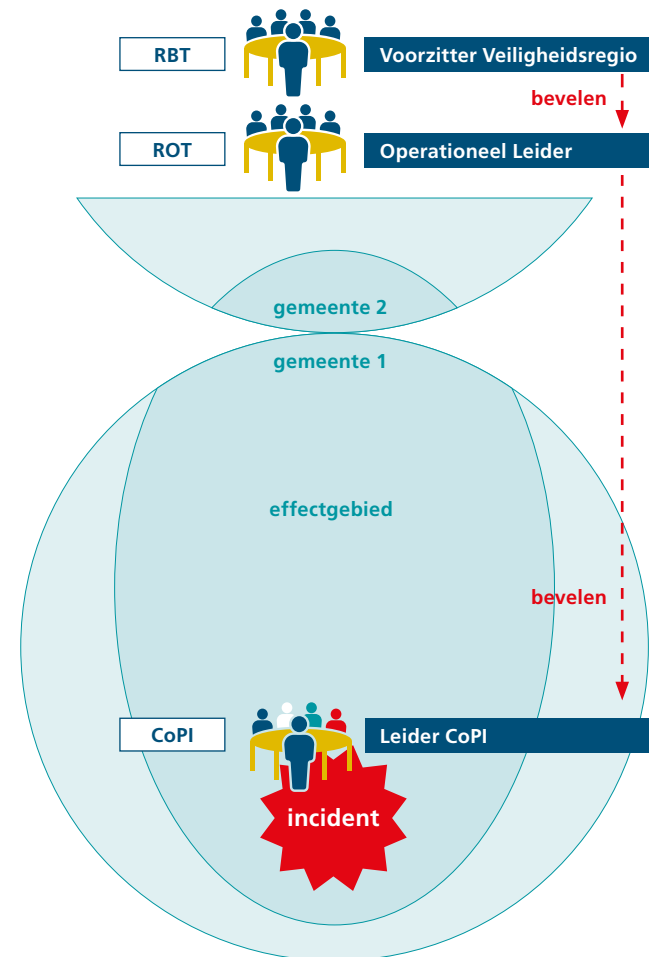 RBT
Voorzitter Veiligheidsregio
bevelen
ROT
Operationeel Leider
gemeente 2
gemeente 1
effectgebied
bevelen
CoPI
Leider CoPI
incident